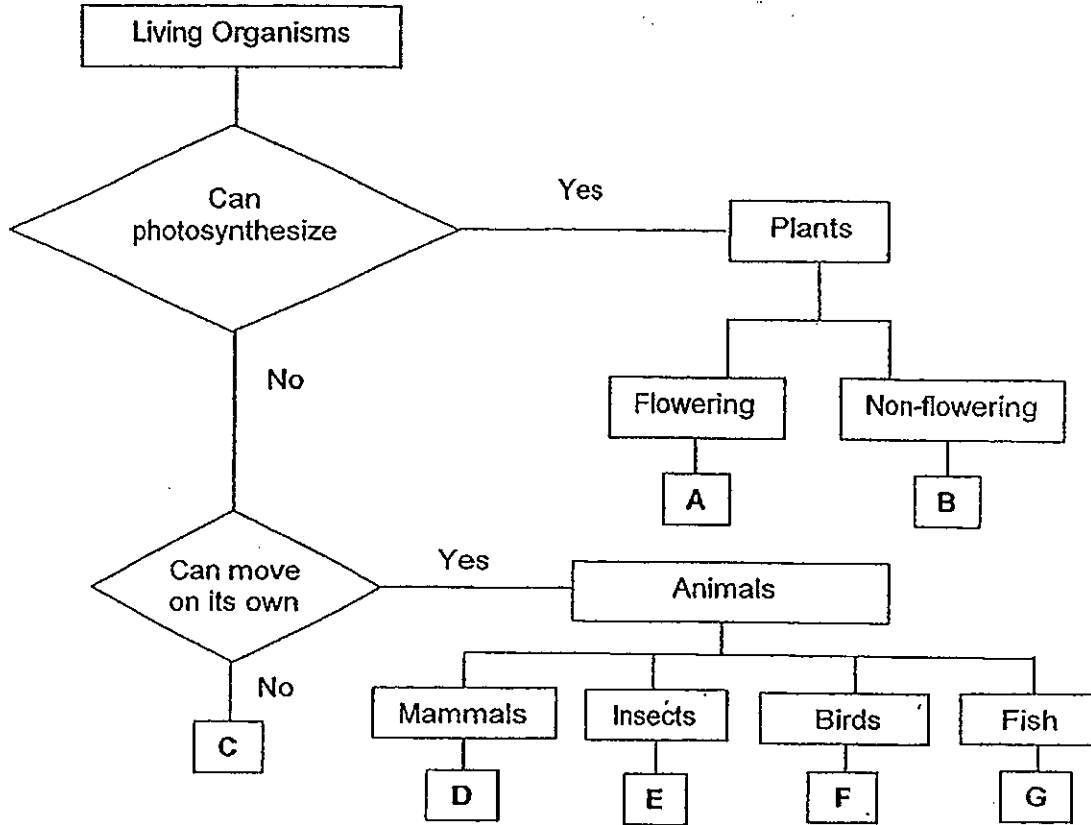 Living Organisms
Can
photosynthesize
Yes
Plants
No
Flowering
Non-flowering
A
B
Can move
on its own
Yes
Animals
No
Mammals
Insects
Birds
Fish
C
D
E
F
G